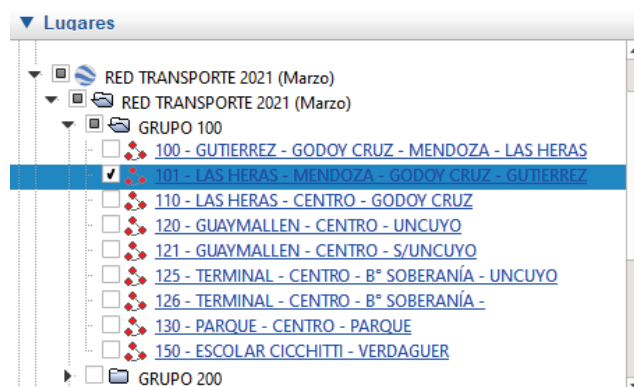 Lugares
RED TRANSPORTE 2021 (Marzo)
RED TRANSPORTE 2021 (Marzo)
GRUPO 100
100 - GUTIERREZ - GODOY CRUZ - MENDOZA - LAS HERAS
101 - LAS HERAS - MENDOZA - GODOY CRUZ - GUTIERREZ
110 - LAS HERAS - CENTRO - GODOY CRUZ
120 - GUAYMALLEN - CENTRO - UNCUYO
121 - GUAYMALLEN - CENTRO - S/UNCUYO
125 - TERMINAL - CENTRO - B° SOBERANÍA - UNCUYO
126 - TERMINAL - CENTRO - B° SOBERANÍA -
130 - PARQUE - CENTRO - PARQUE
150 - ESCOLAR CICCHITTI - VERDAGUER
GRUPO 200